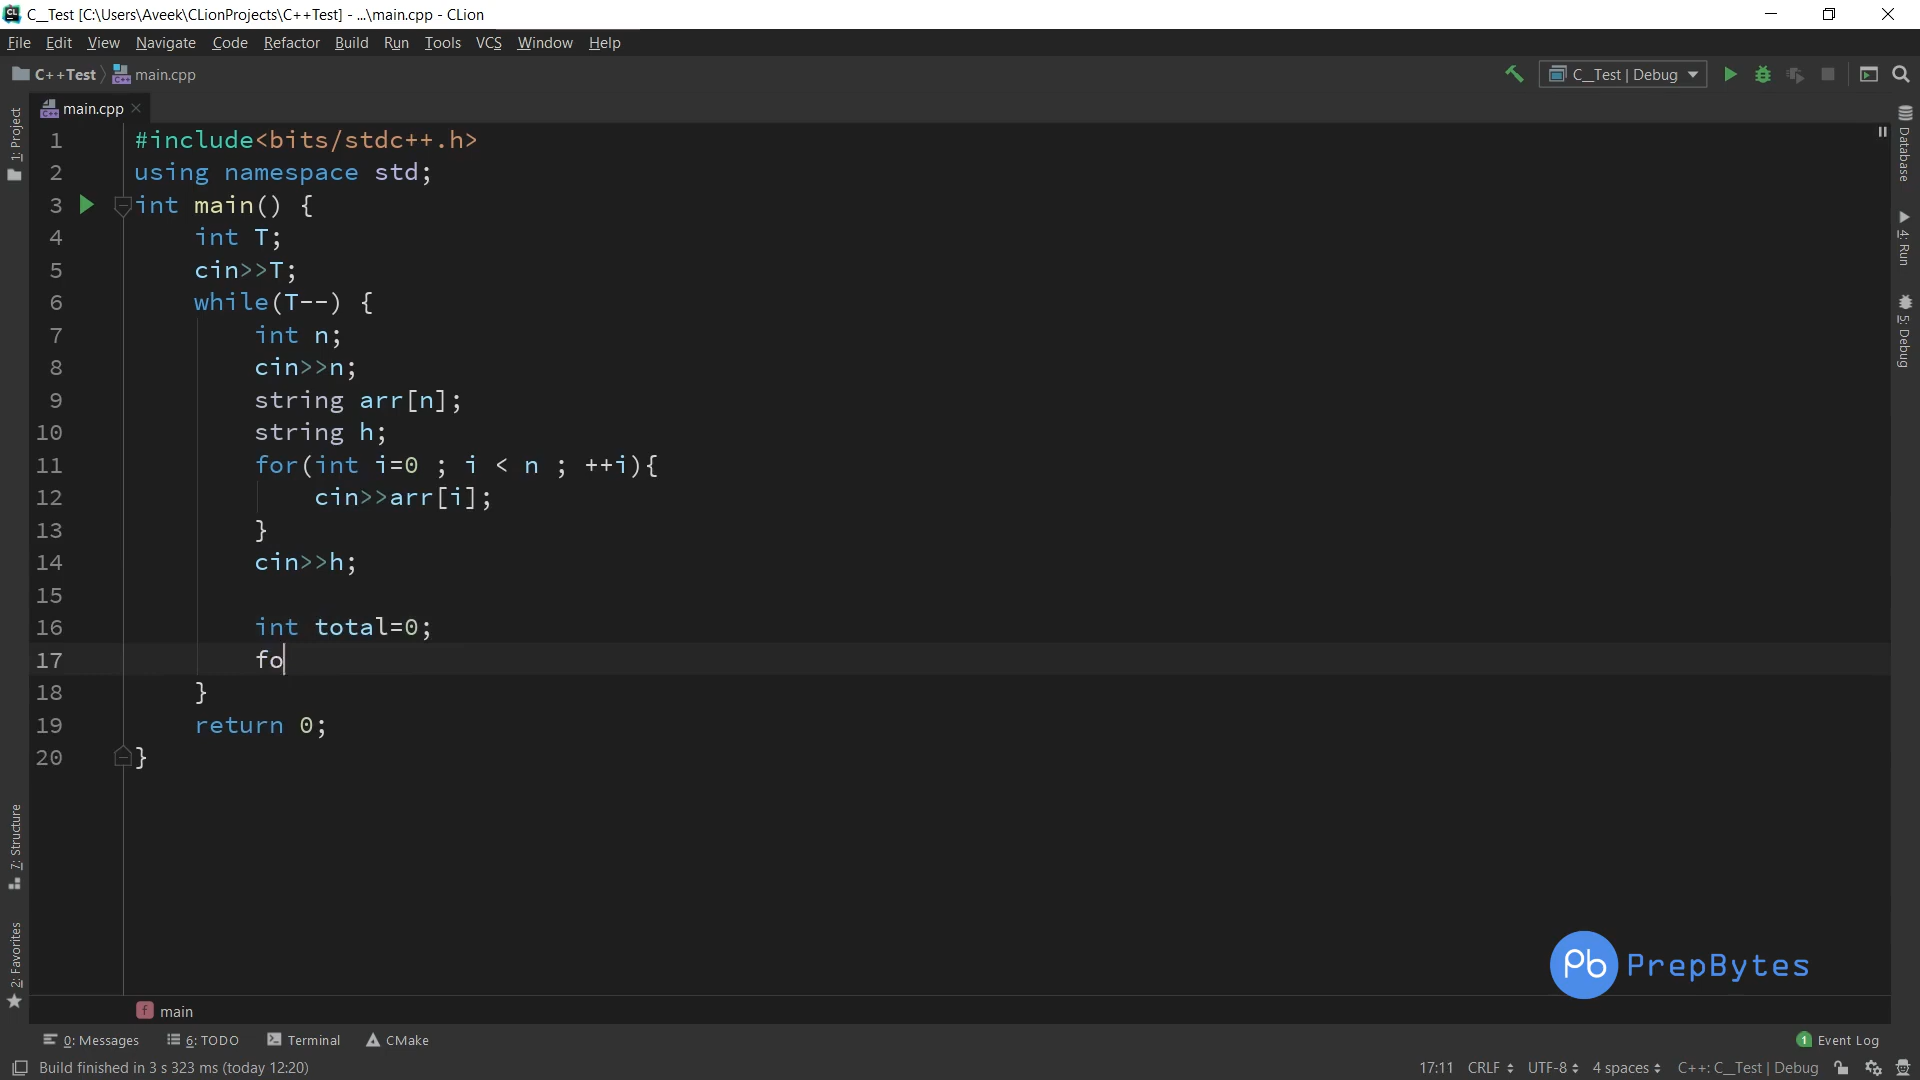 C__Test [C:\Users\Aveek\CLionProjects\C++Test] - ...\main.cpp - CLion
File Edit View Navigate Code Refactor Build Run Tools VCS Window Help
C++Test main.cpp
C__Test | Debug
main.cpp
1 #include<bits/stdc++.h>
2 using namespace std;
3 int main() {
4 int T;
5 cin>>T;
6 while(T--) {
7 int n;
8 cin>>n;
9 string arr[n];
10 string h;
11 for(int i=0 ; i < n ; ++i){
12 cin>>arr[i];
13 }
14 cin>>h;
15
16 int total=0;
17 fo
18 }
19 return 0;
20 }
1: Project
7: Structure
2: Favorites
Database
4: Run
5: Debug
Pb PrepBytes
f main
0: Messages 6: TODO Terminal CMake
1 Event Log
Build finished in 3 s 323 ms (today 12:20)
17:11 CRLF UTF-8 4 spaces C++: C__Test | Debug